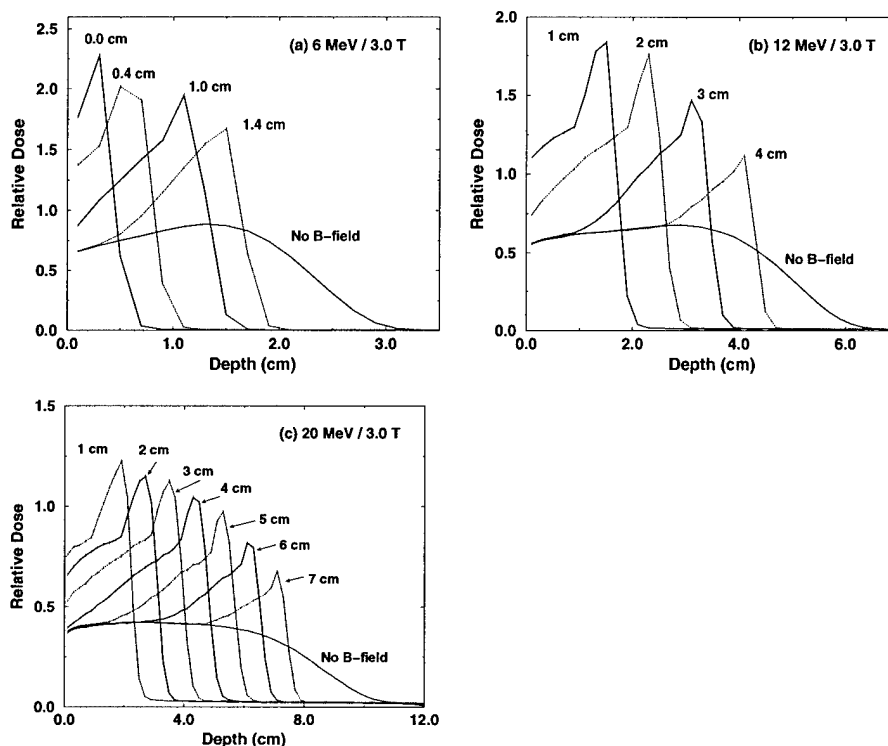 (a) 6 MeV / 3.0 T
Relative Dose
2.5
2.0
1.5
1.0
0.5
0.0
0.0 cm
0.4 cm
1.0 cm
1.4 cm
No B−field
0.0 1.0 2.0 3.0
Depth (cm)
(b) 12 MeV / 3.0 T
Relative Dose
2.0
1.5
1.0
0.5
0.0
1 cm
2 cm
3 cm
4 cm
No B−field
0.0 2.0 4.0 6.0
Depth (cm)
(c) 20 MeV / 3.0 T
Relative Dose
1.5
1.0
0.5
0.0
1 cm
2 cm
3 cm
4 cm
5 cm
6 cm
7 cm
No B−field
0.0 4.0 8.0 12.0
Depth (cm)